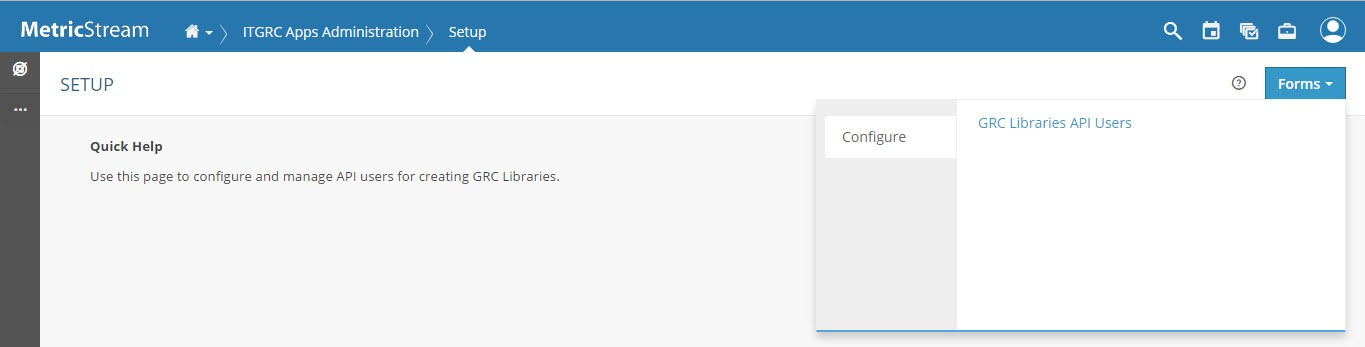 MetricStream
ITGRC Apps Administration
Setup
SETUP
Forms
Configure
GRC Libraries API Users
Quick Help
Use this page to configure and manage API users for creating GRC Libraries.